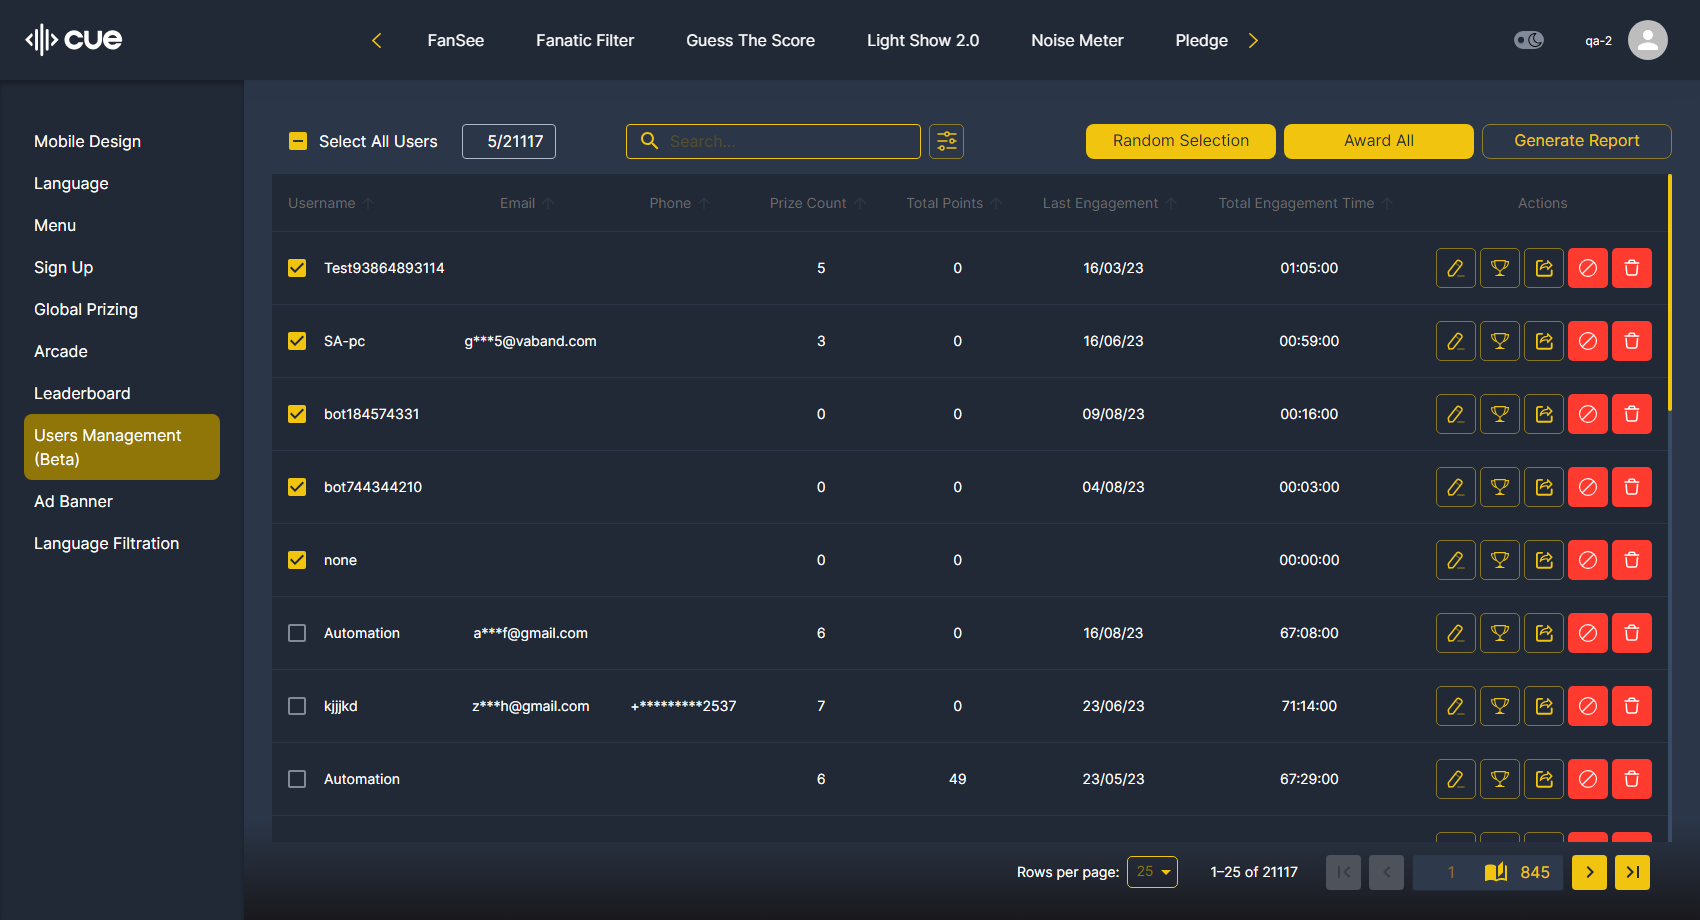 cue
FanSee Fanatic Filter Guess The Score Light Show 2.0 Noise Meter Pledge
qa-2
Mobile Design
Language
Menu
Sign Up
Global Prizing
Arcade
Leaderboard
Users Management
(Beta)
Ad Banner
Language Filtration
Select All Users 5/21117 Search... Random Selection Award All Generate Report
Username Email Phone Prize Count Total Points Last Engagement Total Engagement Time Actions
Test93864893114 5 0 16/03/23 01:05:00
SA-pc g***5@vaband.com 3 0 16/06/23 00:59:00
bot184574331 0 0 09/08/23 00:16:00
bot744344210 0 0 04/08/23 00:03:00
none 0 0 00:00:00
Automation a***f@gmail.com 6 0 16/08/23 67:08:00
kjjjkd z***h@gmail.com +*********2537 7 0 23/06/23 71:14:00
Automation 6 49 23/05/23 67:29:00
Rows per page: 25 1–25 of 21117 1 845